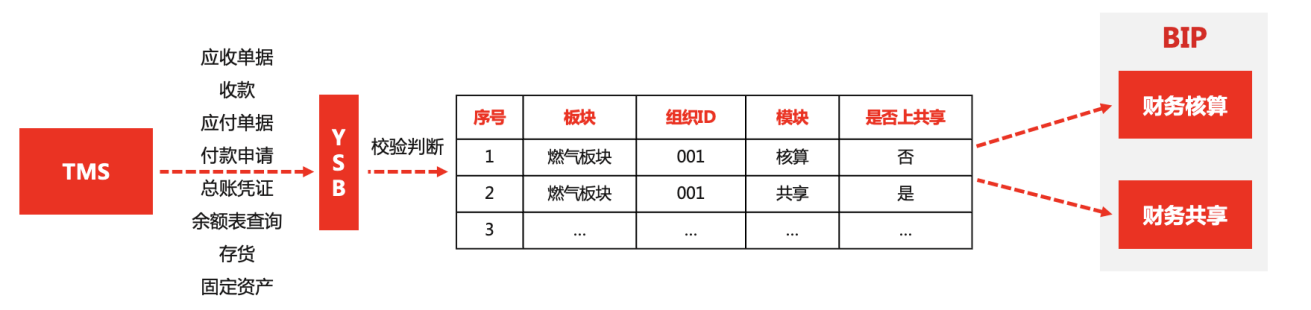 TMS
应收单据
收款
应付单据
付款申请
总账凭证
余额表查询
存货
固定资产
YSB
校验判断
序号 板块 组织ID 模块 是否上共享
1 燃气板块 001 核算 否
2 燃气板块 001 共享 是
3 ... ... ... ...
BIP
财务核算
财务共享